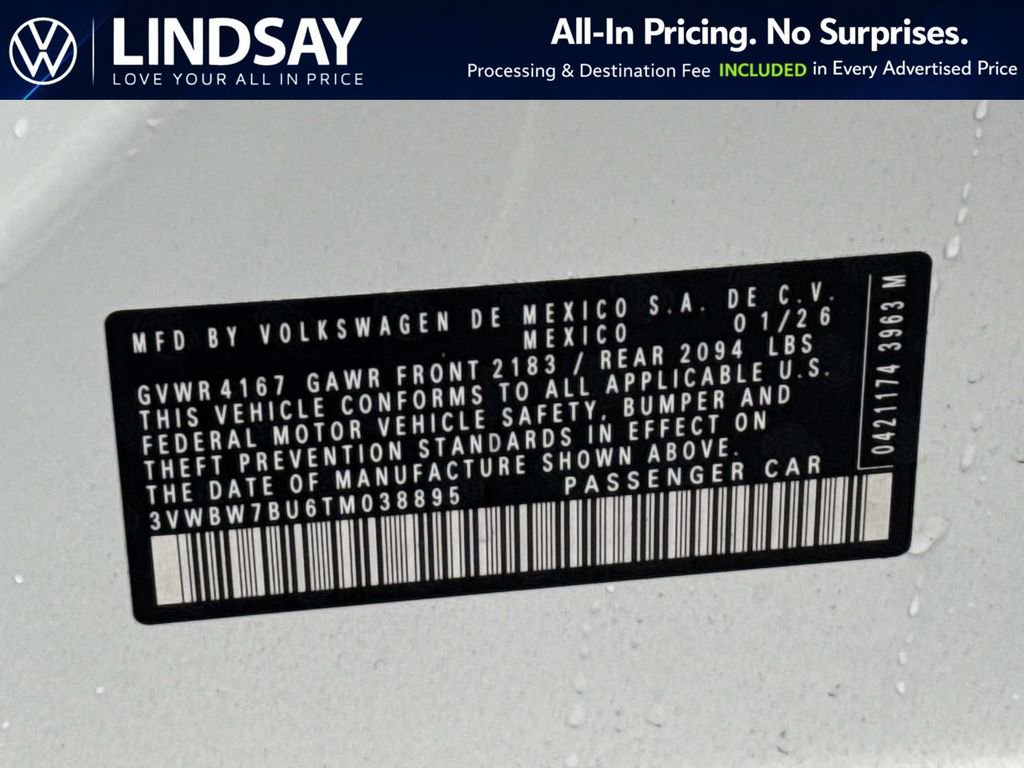 LINDSAY
LOVE YOUR ALL IN PRICE
All-In Pricing. No Surprises.
Processing & Destination Fee INCLUDED in Every Advertised Price
MFD BY VOLKSWAGEN DE MEXICO S.A. DE C.V.
MEXICO 01/26
GVWR 4167 GAWR FRONT 2183 / REAR 2094 LBS
THIS VEHICLE CONFORMS TO ALL APPLICABLE U.S.
FEDERAL MOTOR VEHICLE SAFETY, BUMPER AND
THEFT PREVENTION STANDARDS IN EFFECT ON
THE DATE OF MANUFACTURE SHOWN ABOVE.
3VWBW7BU6TM038895 PASSENGER CAR
0421174 3963 M